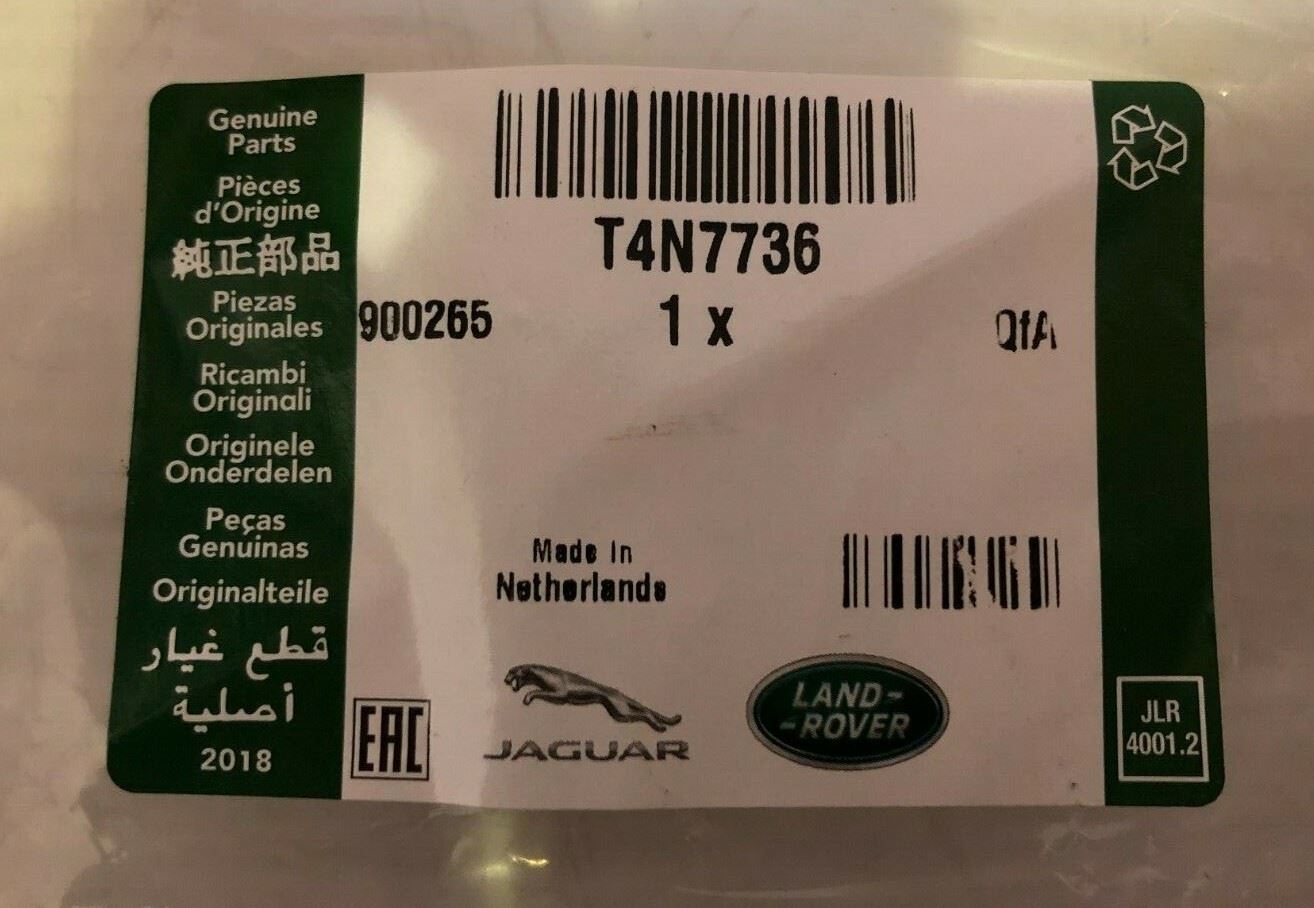 Genuine
Parts
Pièces
d'Origine
純正部品
Piezas
Originales
Ricambi
Originali
Originele
Onderdelen
Peças
Genuinas
Originalteile
قطع غيار
أصلية
2018
T4N7736
900265
1 x
QfA
Made In
Netherlands
EAC
JAGUAR
LAND-
-ROVER
JLR
4001.2